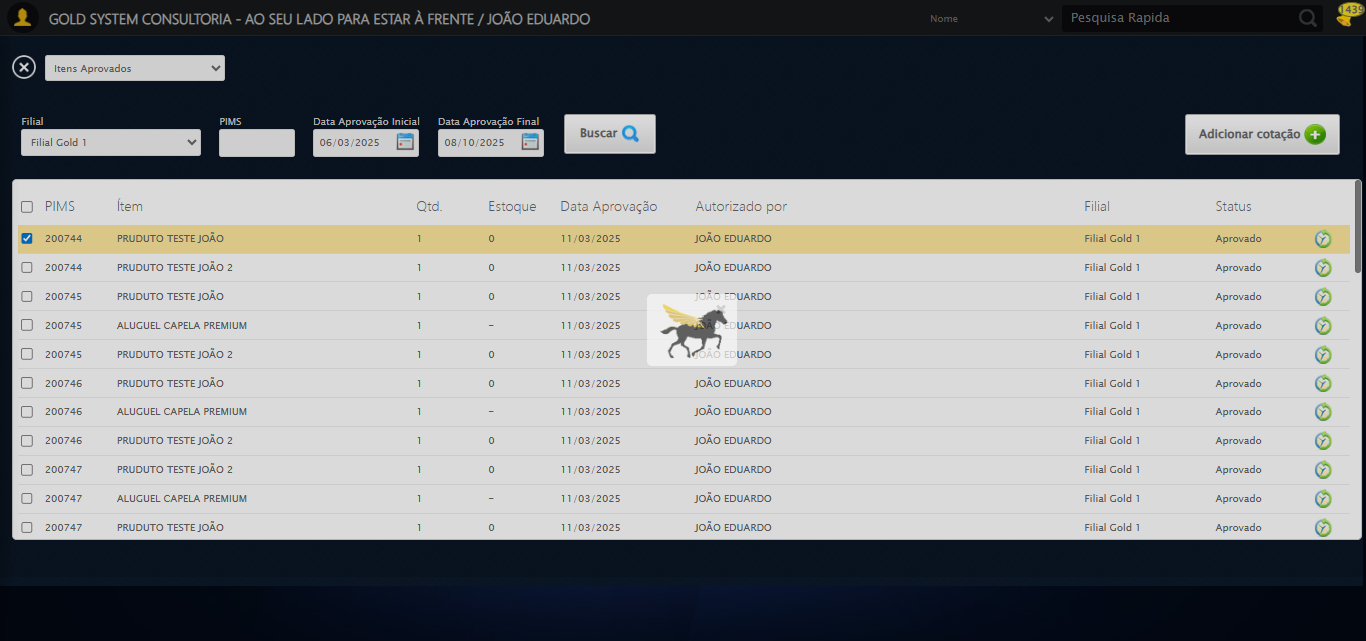 GOLD SYSTEM CONSULTORIA - AO SEU LADO PARA ESTAR À FRENTE / JOÃO EDUARDO Nome Pesquisa Rapida 1439
Itens Aprovados
Filial PIMS Data Aprovação Inicial Data Aprovação Final
Filial Gold 1 06/03/2025 08/10/2025 Buscar Adicionar cotação
PIMS Ítem Qtd. Estoque Data Aprovação Autorizado por Filial Status
200744 PRUDUTO TESTE JOÃO 1 0 11/03/2025 JOÃO EDUARDO Filial Gold 1 Aprovado
200744 PRUDUTO TESTE JOÃO 2 1 0 11/03/2025 JOÃO EDUARDO Filial Gold 1 Aprovado
200745 PRUDUTO TESTE JOÃO 1 0 11/03/2025 JOÃO EDUARDO Filial Gold 1 Aprovado
200745 ALUGUEL CAPELA PREMIUM 1 - 11/03/2025 JOÃO EDUARDO Filial Gold 1 Aprovado
200745 PRUDUTO TESTE JOÃO 2 1 0 11/03/2025 JOÃO EDUARDO Filial Gold 1 Aprovado
200746 PRUDUTO TESTE JOÃO 1 0 11/03/2025 JOÃO EDUARDO Filial Gold 1 Aprovado
200746 ALUGUEL CAPELA PREMIUM 1 - 11/03/2025 JOÃO EDUARDO Filial Gold 1 Aprovado
200746 PRUDUTO TESTE JOÃO 2 1 0 11/03/2025 JOÃO EDUARDO Filial Gold 1 Aprovado
200747 PRUDUTO TESTE JOÃO 2 1 0 11/03/2025 JOÃO EDUARDO Filial Gold 1 Aprovado
200747 ALUGUEL CAPELA PREMIUM 1 - 11/03/2025 JOÃO EDUARDO Filial Gold 1 Aprovado
200747 PRUDUTO TESTE JOÃO 1 0 11/03/2025 JOÃO EDUARDO Filial Gold 1 Aprovado